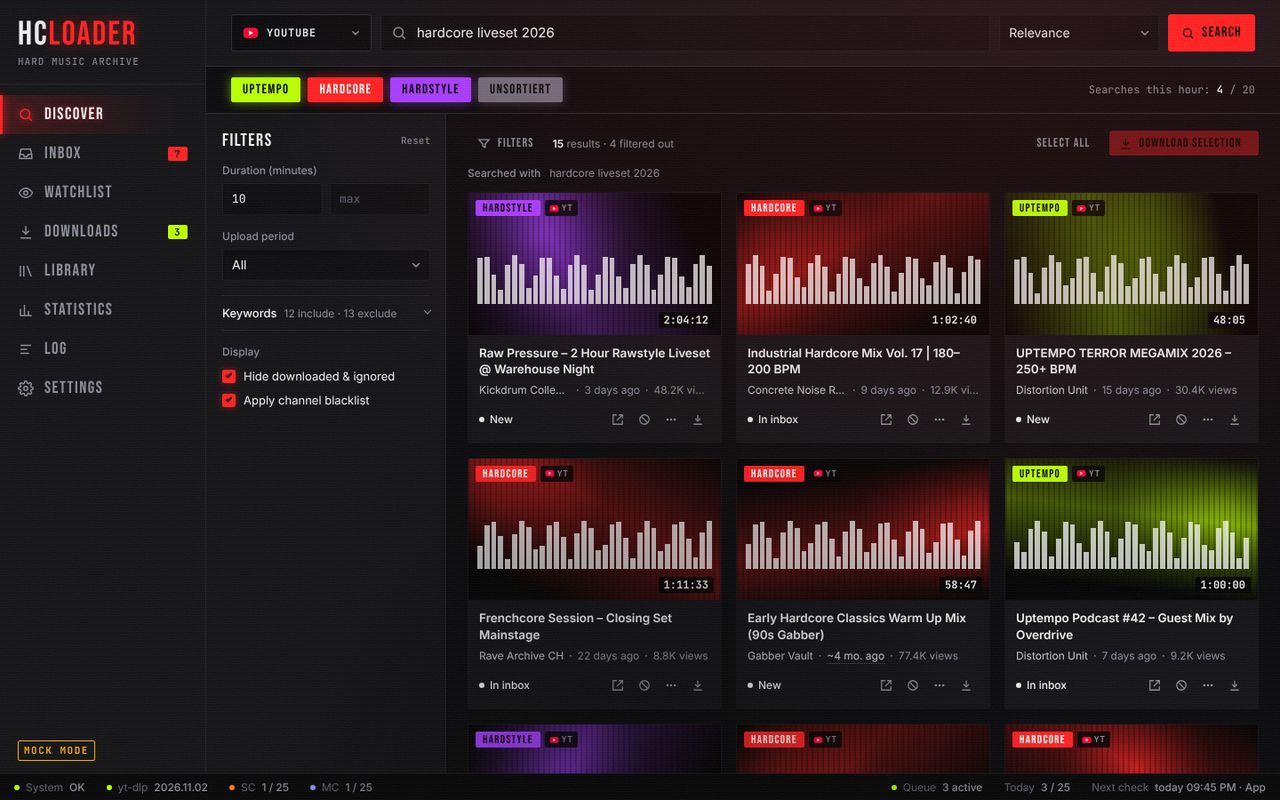 HCLOADER
HARD MUSIC ARCHIVE
DISCOVER
INBOX 7
WATCHLIST
DOWNLOADS 3
LIBRARY
STATISTICS
LOG
SETTINGS
MOCK MODE
YOUTUBE
hardcore liveset 2026
Relevance
SEARCH
UPTEMPO HARDCORE HARDSTYLE UNSORTIERT
Searches this hour: 4 / 20
FILTERS Reset
Duration (minutes)
10 max
Upload period
All
Keywords 12 include · 13 exclude
Display
Hide downloaded & ignored
Apply channel blacklist
FILTERS 15 results · 4 filtered out
SELECT ALL DOWNLOAD SELECTION
Searched with hardcore liveset 2026
HARDSTYLE YT
2:04:12
Raw Pressure – 2 Hour Rawstyle Liveset
@ Warehouse Night
Kickdrum Colle... · 3 days ago · 48.2K vi...
New
HARDCORE YT
1:02:40
Industrial Hardcore Mix Vol. 17 | 180–
200 BPM
Concrete Noise R... · 9 days ago · 12.9K vi...
In inbox
UPTEMPO YT
48:05
UPTEMPO TERROR MEGAMIX 2026 –
250+ BPM
Distortion Unit · 15 days ago · 30.4K views
New
HARDCORE YT
1:11:33
Frenchcore Session – Closing Set
Mainstage
Rave Archive CH · 22 days ago · 8.8K views
In inbox
HARDCORE YT
58:47
Early Hardcore Classics Warm Up Mix
(90s Gabber)
Gabber Vault · ~4 mo. ago · 77.4K views
New
UPTEMPO YT
1:00:00
Uptempo Podcast #42 – Guest Mix by
Overdrive
Distortion Unit · 7 days ago · 9.2K views
In inbox
HARDSTYLE YT
HARDCORE YT
HARDCORE YT
System OK yt-dlp 2026.11.02 SC 1 / 25 MC 1 / 25
Queue 3 active Today 3 / 25 Next check today 09:45 PM · App